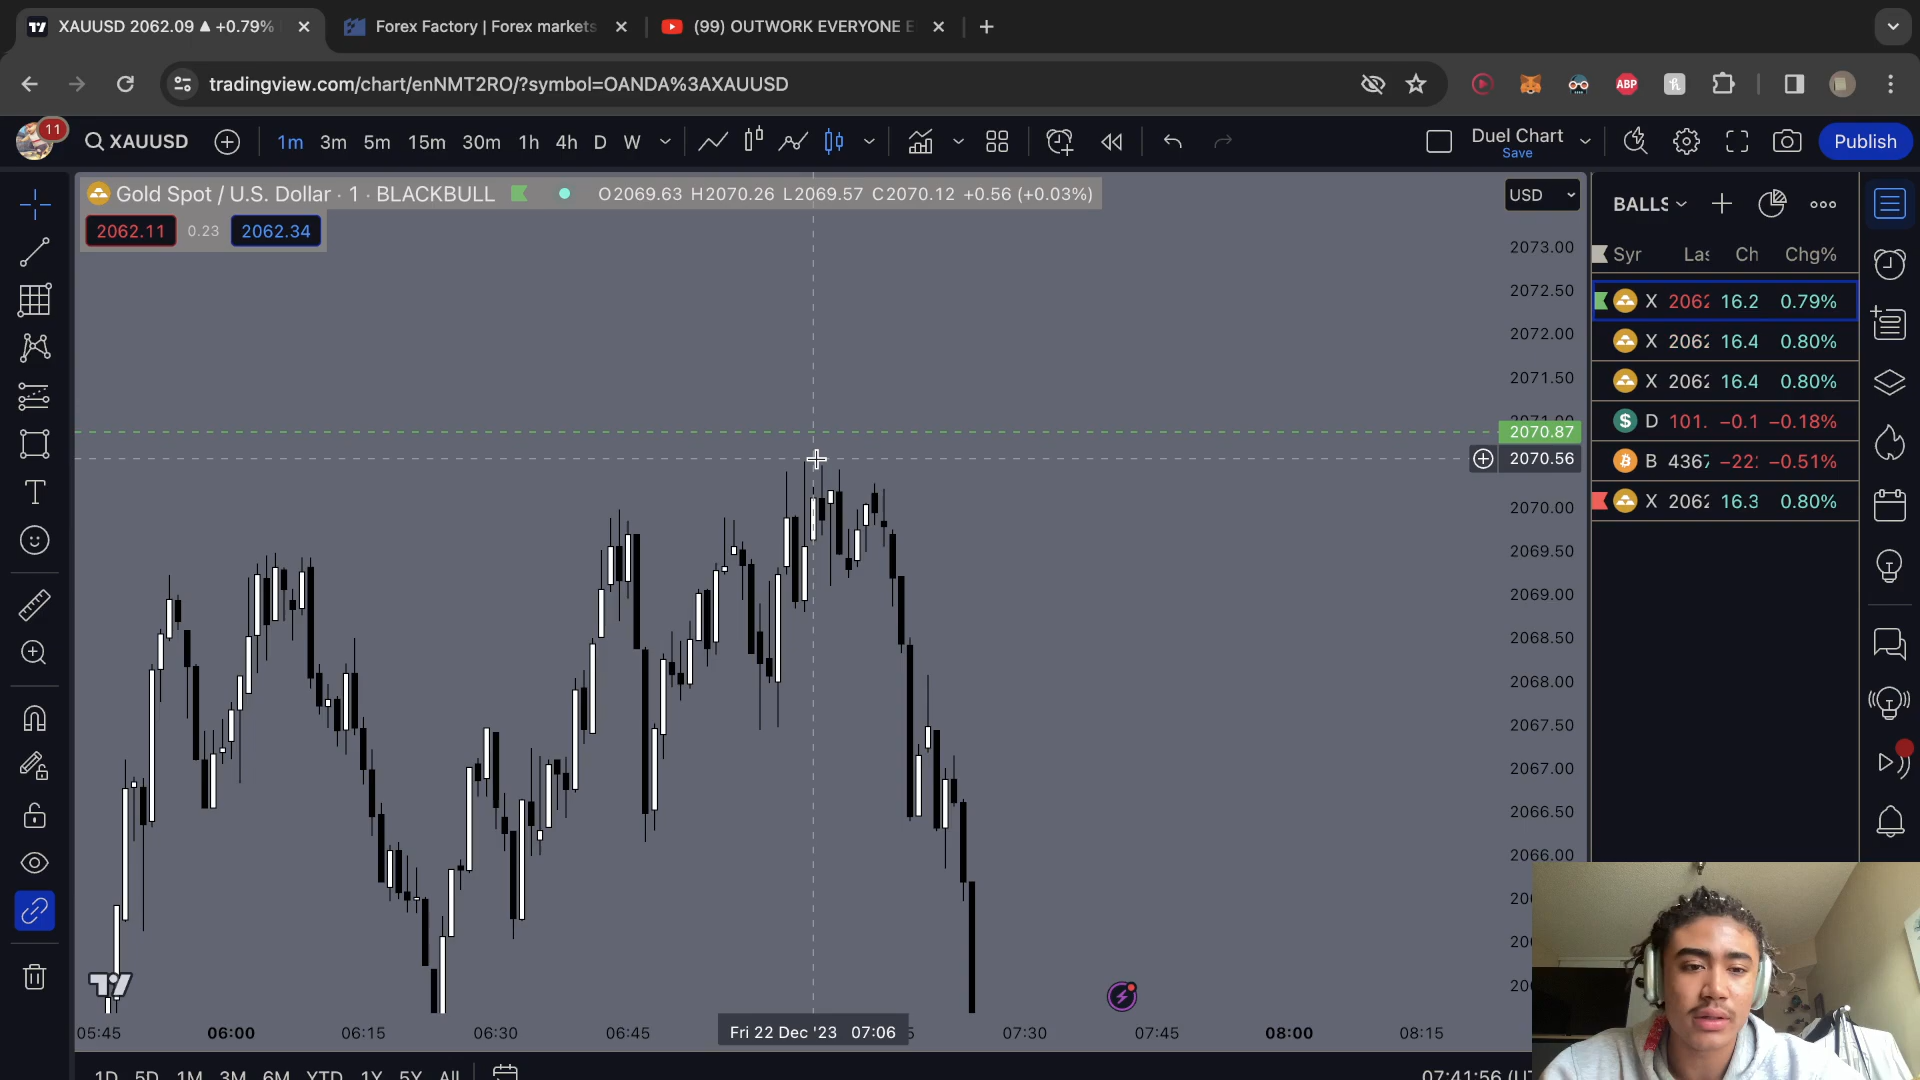 XAUUSD 2062.09 ▲ +0.79%
Forex Factory | Forex markets
(99) OUTWORK EVERYONE E
tradingview.com/chart/enNMT2RO/?symbol=OANDA%3AXAUUSD
ABP
11
XAUUSD
1m 3m 5m 15m 30m 1h 4h D W
Duel Chart
Save
Publish
Gold Spot / U.S. Dollar · 1 · BLACKBULL
O2069.63 H2070.26 L2069.57 C2070.12 +0.56 (+0.03%)
2062.11 0.23 2062.34
USD
2073.00
2072.50
2072.00
2071.50
2071.00
2070.87
2070.56
2070.00
2069.50
2069.00
2068.50
2068.00
2067.50
2067.00
2066.50
2066.00
BALLS
Syr Las Ch Chg%
X 2062 16.2 0.79%
X 2062 16.4 0.80%
X 2062 16.4 0.80%
D 101. −0.1 −0.18%
B 4367 −22: −0.51%
X 2062 16.3 0.80%
05:45 06:00 06:15 06:30 06:45 Fri 22 Dec '23 07:06 5 07:30 07:45 08:00 08:15
1D 5D 1M 3M 6M YTD 1Y 5Y All
07:41:56 (UT